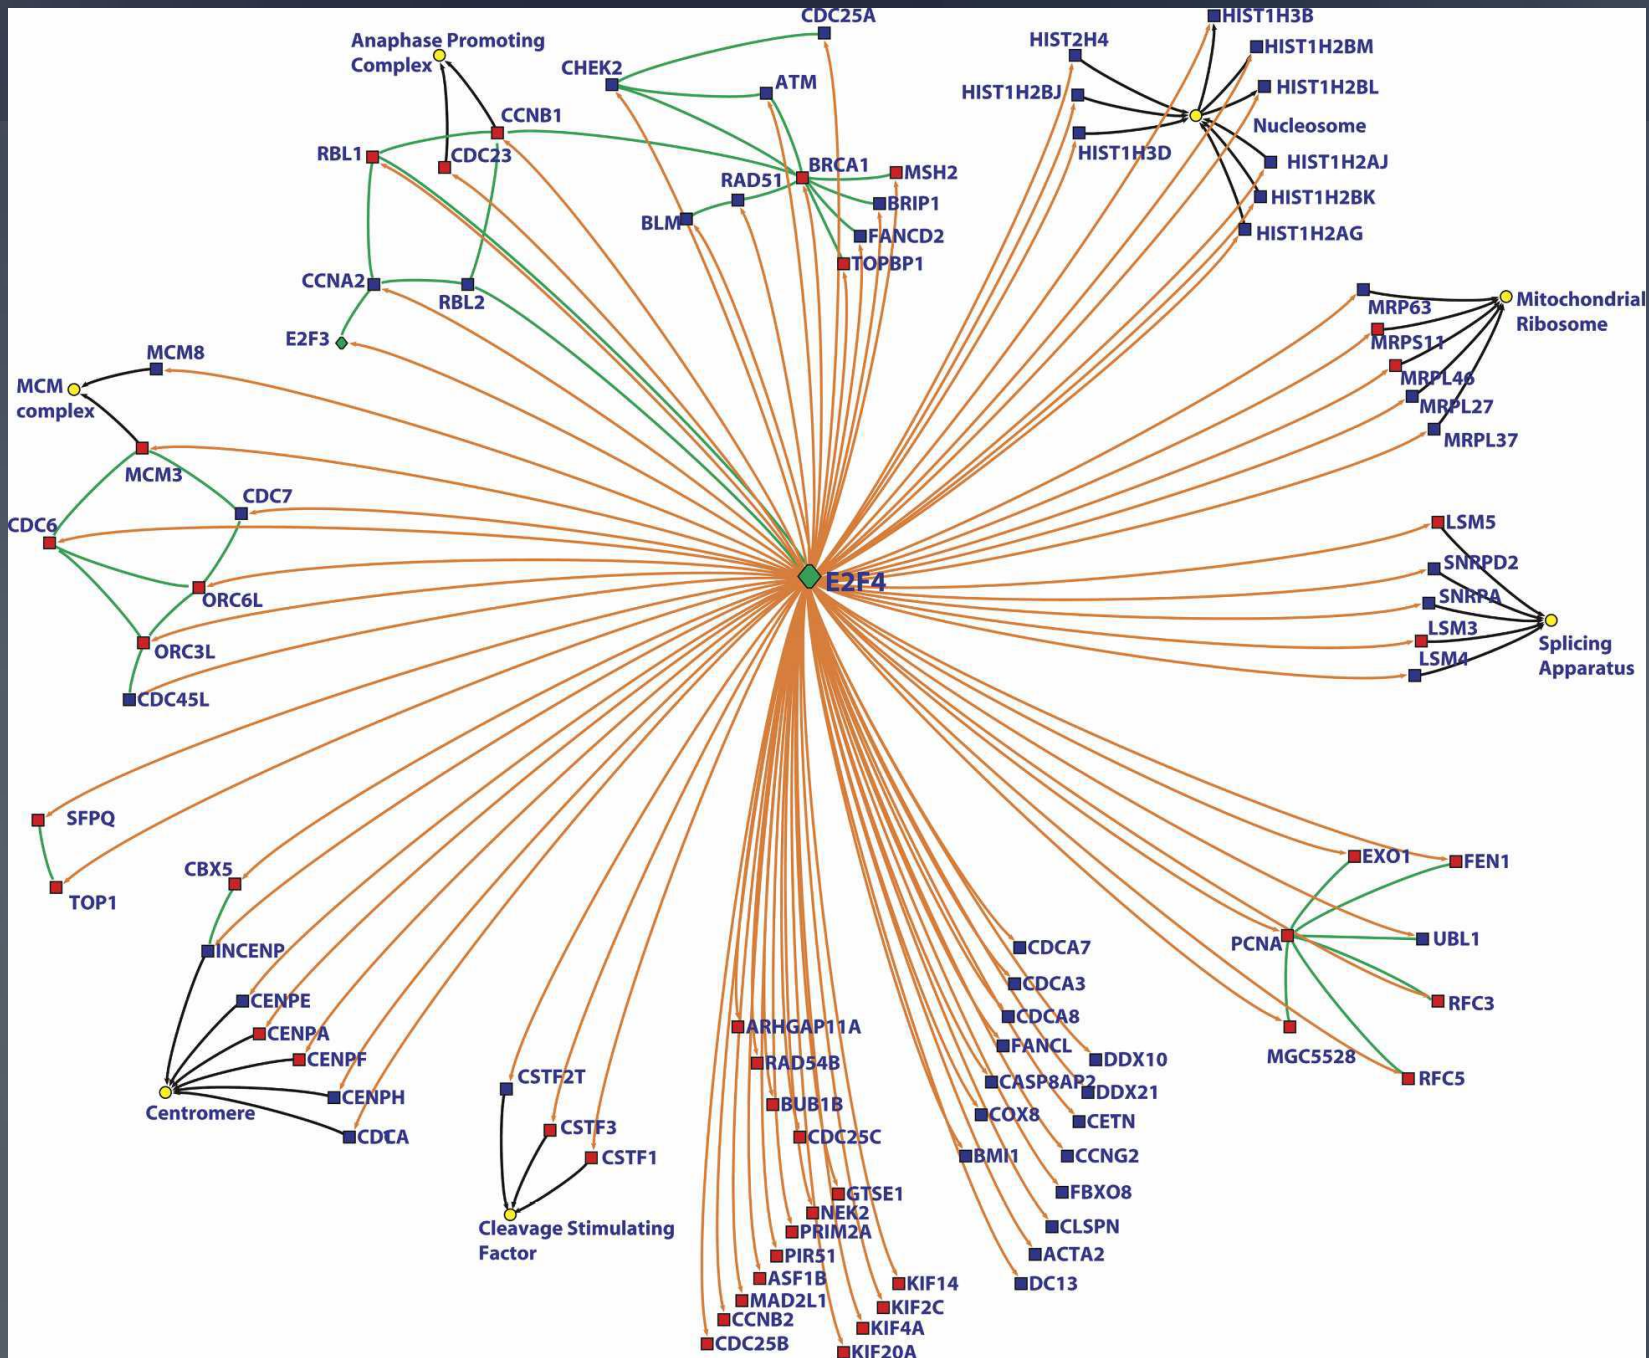 CDC25A
HIST1H3B
Anaphase Promoting
Complex
HIST2H4
HIST1H2BM
CHEK2
ATM
HIST1H2BJ
HIST1H2BL
CCNB1
Nucleosome
RBL1
CDC23
HIST1H3D
HIST1H2AJ
BRCA1
MSH2
RAD51
BRIP1
HIST1H2BK
BLM
FANCD2
HIST1H2AG
TOPBP1
CCNA2
RBL2
Mitochondrial
Ribosome
MRP63
E2F3
MRPS11
MCM8
MRPL46
MCM
complex
MRPL27
MRPL37
MCM3
CDC7
CDC6
LSM5
SNRPD2
E2F4
SNRPA
ORC6L
LSM3
Splicing
Apparatus
ORC3L
LSM4
CDC45L
SFPQ
TOP1
CBX5
EXO1
FEN1
INCENP
CDCA7
PCNA
UBL1
CDCA3
CENPE
RFC3
CDCA8
CENPA
ARHGAP11A
FANCL
CENPF
RAD54B
DDX10
MGC5528
CSTF2T
CASP8AP2
RFC5
CENPH
DDX21
Centromere
BUB1B
COX8
CETN
CSTF3
CDCA
CDC25C
CSTF1
BMI1
CCNG2
GTSE1
FBXO8
NEK2
Cleavage Stimulating
Factor
PRIM2A
CLSPN
PIR51
ACTA2
ASF1B
KIF14
DC13
MAD2L1
KIF2C
CCNB2
KIF4A
CDC25B
KIF20A